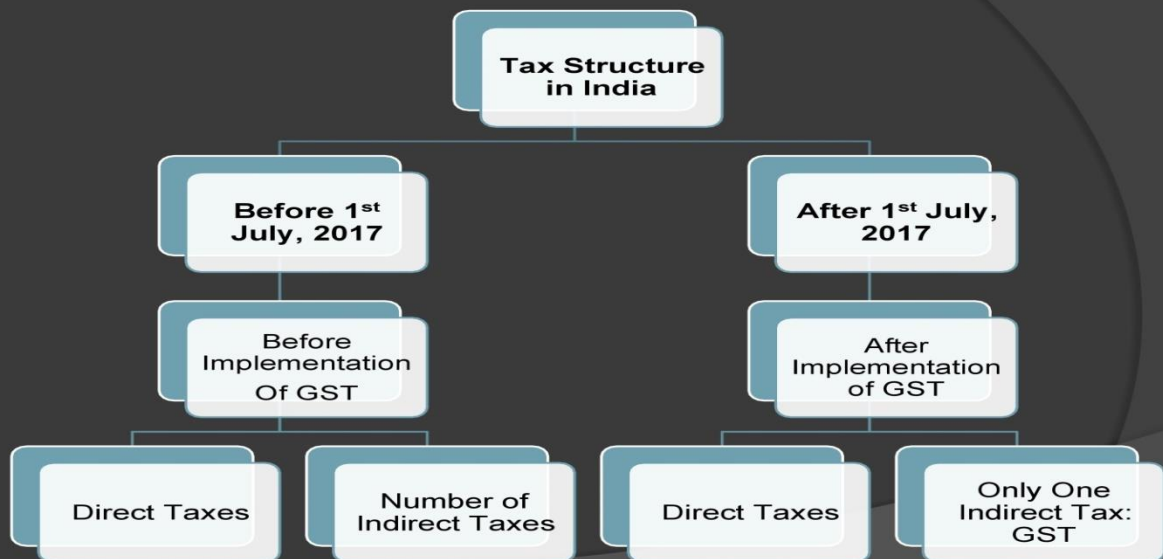 Tax Structure
in India
Before 1st
July, 2017
After 1st July,
2017
Before
Implementation
Of GST
After
Implementation
of GST
Direct Taxes
Number of
Indirect Taxes
Direct Taxes
Only One
Indirect Tax:
GST